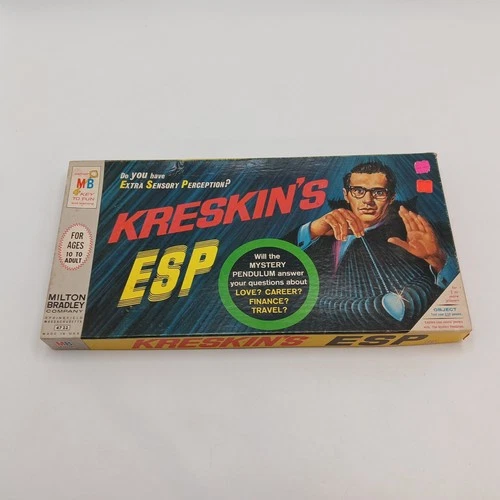 MB
KEY
TO FUN
FOR
AGES
10 TO
ADULT
MILTON
BRADLEY
COMPANY
Do you have
EXTRA SENSORY PERCEPTION?
KRESKIN'S
ESP
Will the
MYSTERY
PENDULUM answer
your questions about
LOVE? CAREER?
FINANCE?
TRAVEL?
OBJECT
KRESKIN'S ESP